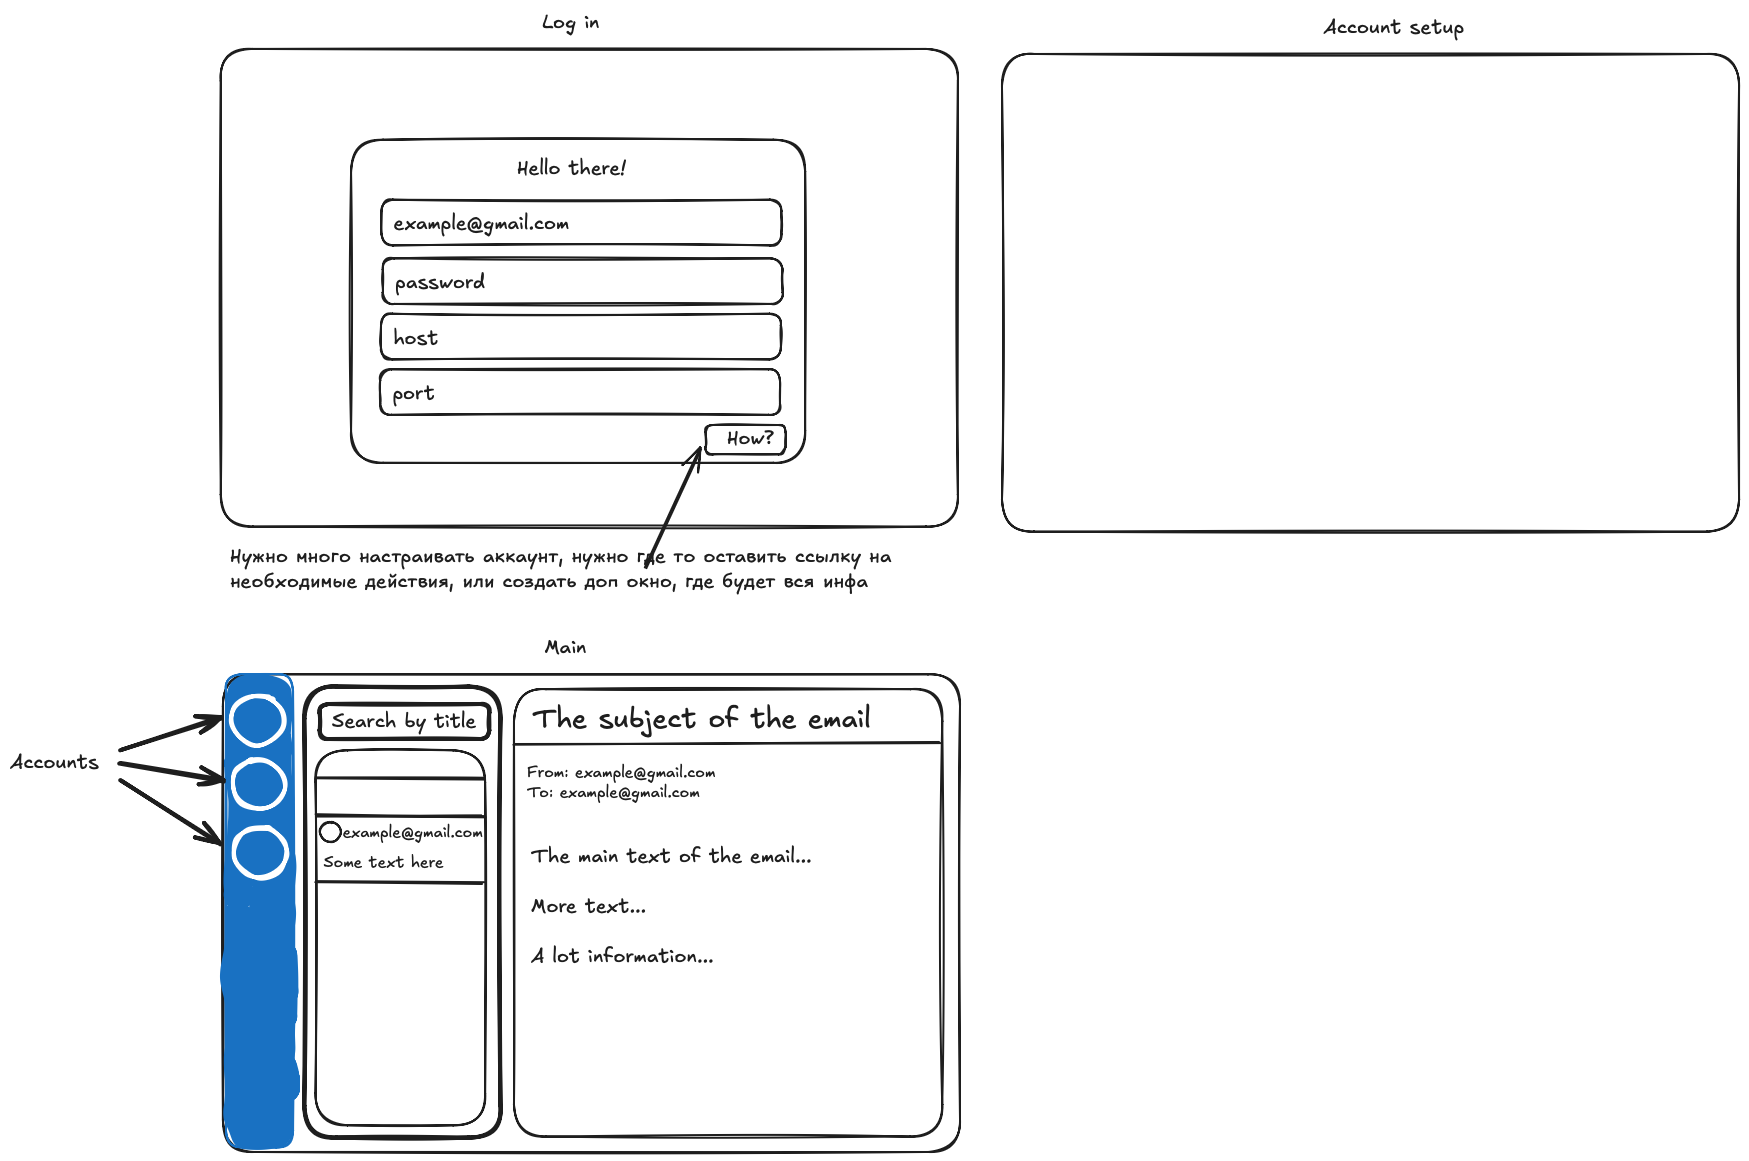 Log in
Account setup
Hello there!
example@gmail.com
password
host
port
How?
Нужно много настраивать аккаунт, нужно где то оставить ссылку на
необходимые действия, или создать доп окно, где будет вся инфа
Main
Accounts
Search by title
example@gmail.com
Some text here
The subject of the email
From: example@gmail.com
To: example@gmail.com
The main text of the email...
More text...
A lot information...